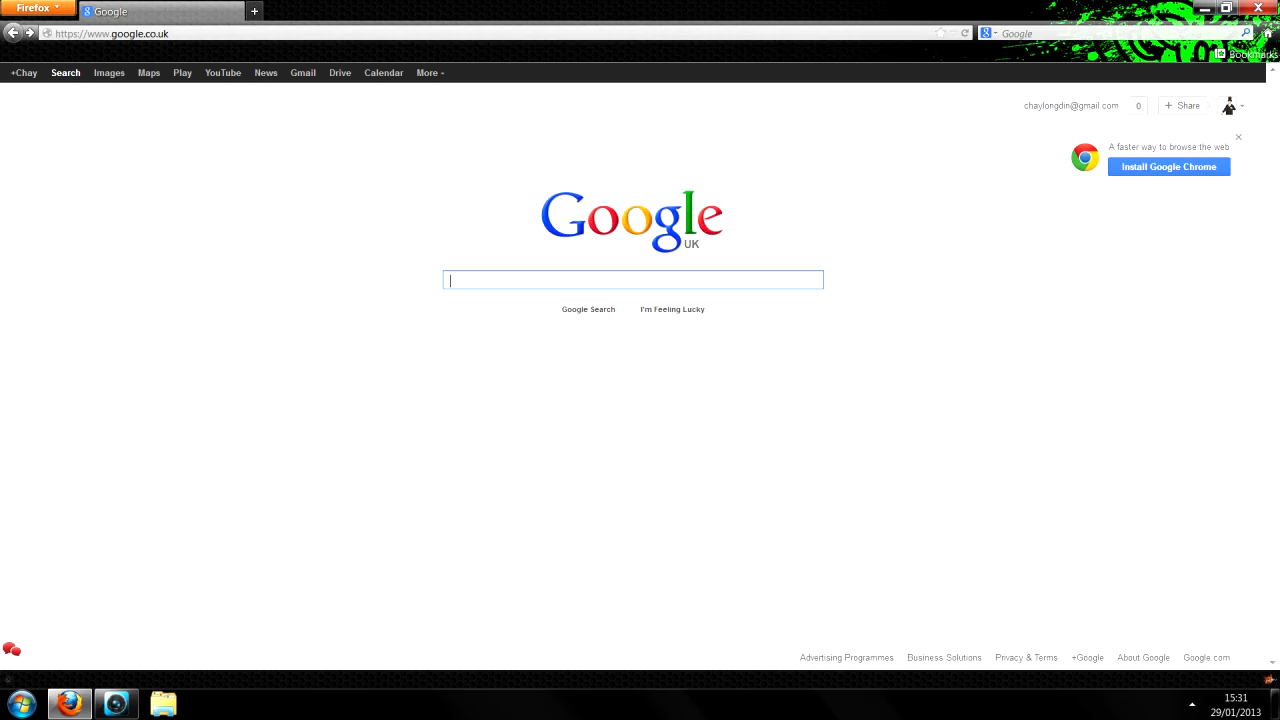 Firefox
Google
https://www.google.co.uk
Google
Bookmarks
+Chay Search Images Maps Play YouTube News Gmail Drive Calendar More
chaylongdin@gmail.com 0 + Share
A faster way to browse the web
Install Google Chrome
Google
UK
Google Search I'm Feeling Lucky
Advertising Programmes Business Solutions Privacy & Terms +Google About Google Google.com
15:31
29/01/2013